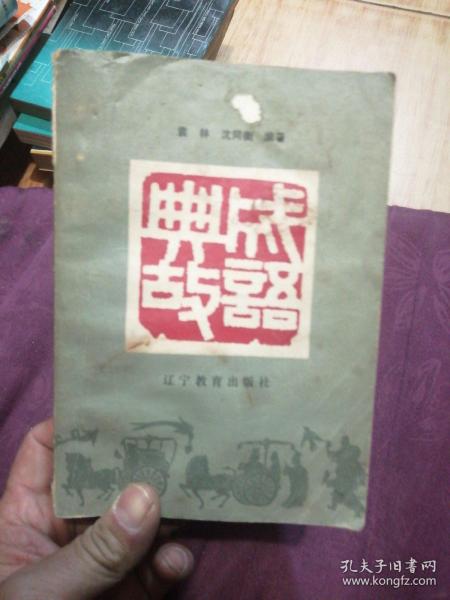 袁林 沈同衡 编著
成語
典故
辽宁教育出版社
孔夫子旧书网
www.kongfz.com